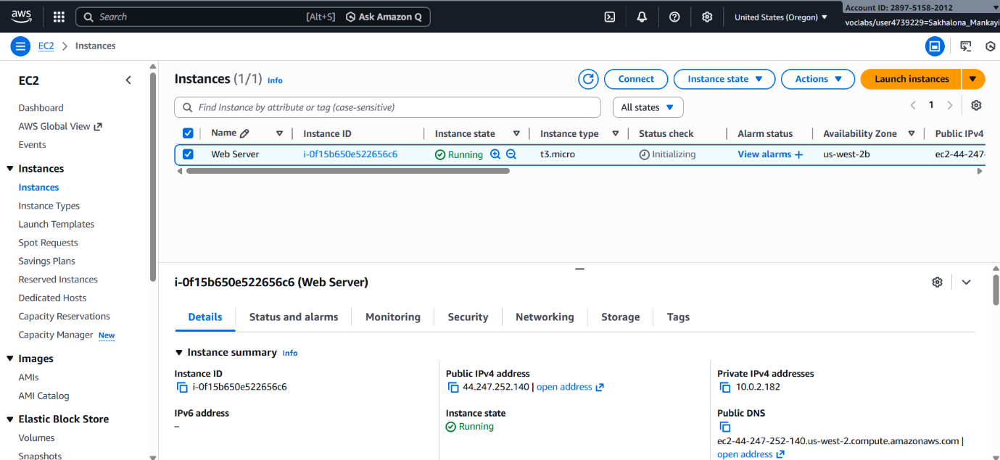 aws
Search [Alt+S] Ask Amazon Q
United States (Oregon)
Account ID: 2897-5158-2012
voclabs/user4739229=Sakhalona_Mankayi
EC2 Instances
EC2
Dashboard
AWS Global View
Events
Instances
Instances
Instance Types
Launch Templates
Spot Requests
Savings Plans
Reserved Instances
Dedicated Hosts
Capacity Reservations
Capacity Manager New
Images
AMIs
AMI Catalog
Elastic Block Store
Volumes
Snapshots
Instances (1/1) Info
Connect Instance state Actions Launch instances
Find Instance by attribute or tag (case-sensitive) All states 1
Name Instance ID Instance state Instance type Status check Alarm status Availability Zone Public IPv4
Web Server i-0f15b650e522656c6 Running t3.micro Initializing View alarms + us-west-2b ec2-44-247-
i-0f15b650e522656c6 (Web Server)
Details Status and alarms Monitoring Security Networking Storage Tags
Instance summary Info
Instance ID
i-0f15b650e522656c6
IPv6 address
–
Public IPv4 address
44.247.252.140 | open address
Instance state
Running
Private IPv4 addresses
10.0.2.182
Public DNS
ec2-44-247-252-140.us-west-2.compute.amazonaws.com |
open address